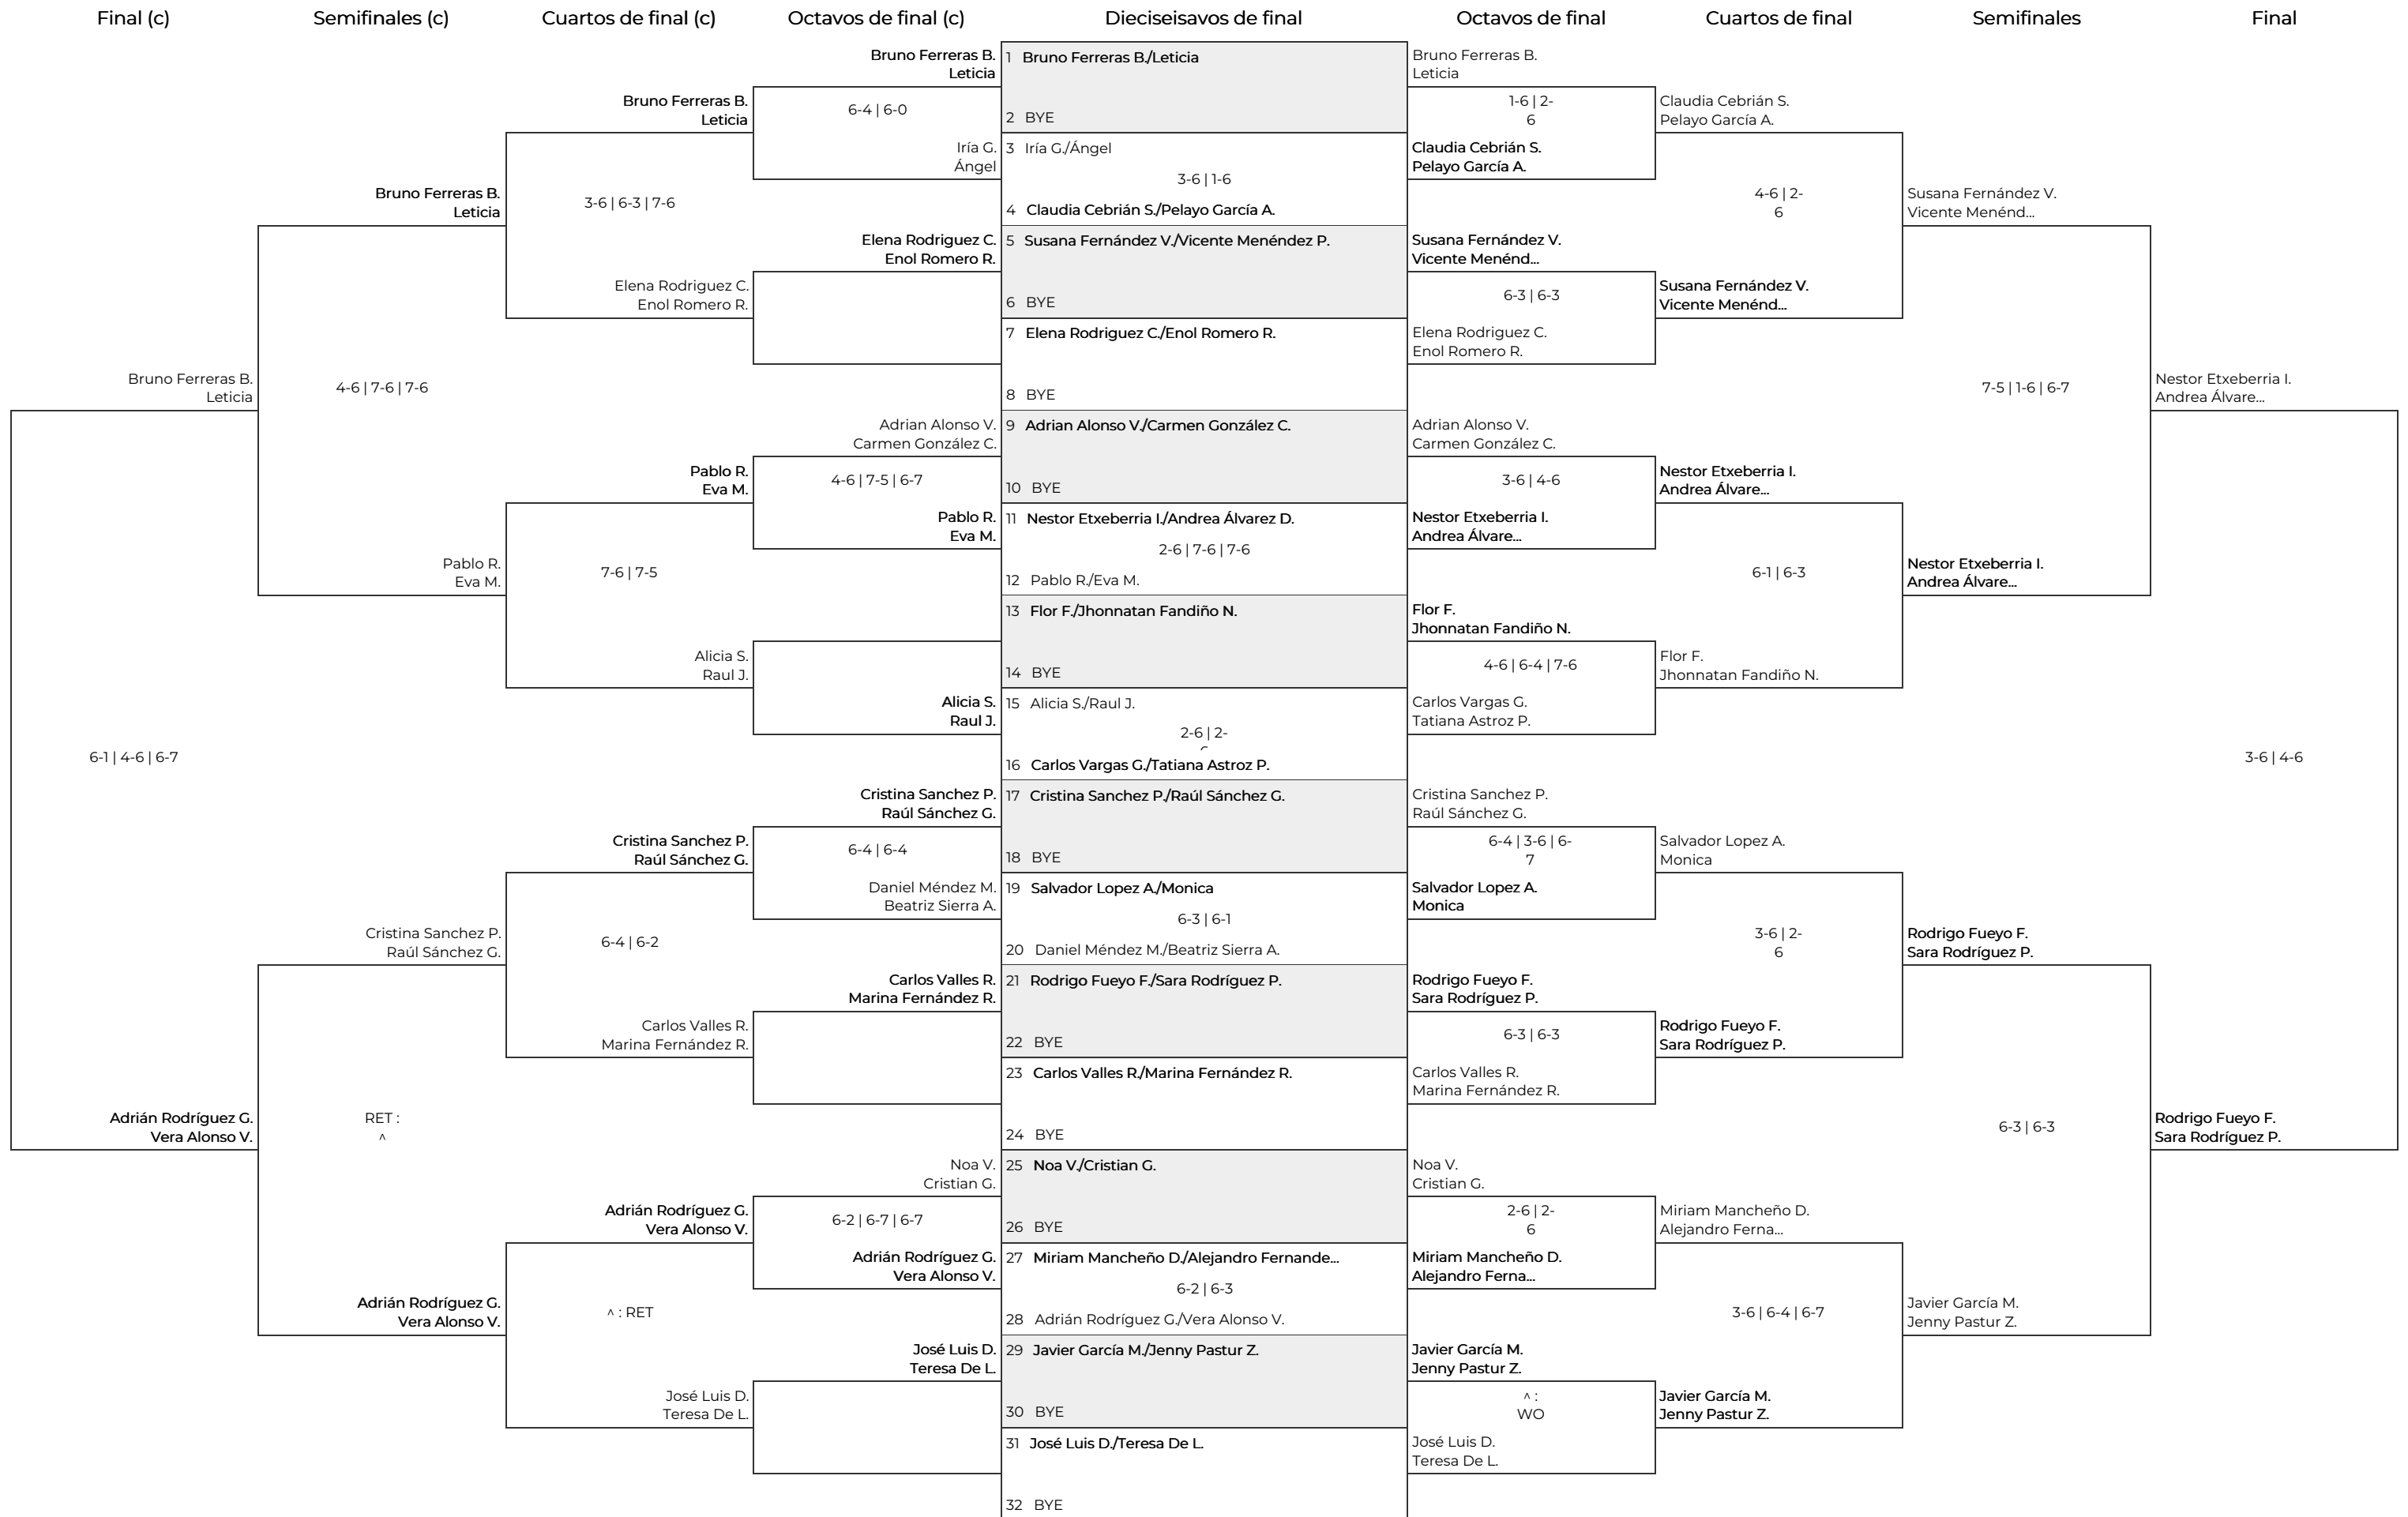 Final (c)
Semifinales (c)
Cuartos de final (c)
Octavos de final (c)
Dieciseisavos de final
Octavos de final
Cuartos de final
Semifinales
Final
Bruno Ferreras B.
Leticia
6-1 | 4-6 | 6-7
Adrián Rodríguez G.
Vera Alonso V.
Bruno Ferreras B.
Leticia
4-6 | 7-6 | 7-6
Pablo R.
Eva M.
Cristina Sanchez P.
Raúl Sánchez G.
RET :
^
Adrián Rodríguez G.
Vera Alonso V.
Bruno Ferreras B.
Leticia
3-6 | 6-3 | 7-6
Elena Rodriguez C.
Enol Romero R.
Pablo R.
Eva M.
7-6 | 7-5
Alicia S.
Raul J.
Cristina Sanchez P.
Raúl Sánchez G.
6-4 | 6-2
Carlos Valles R.
Marina Fernández R.
Adrián Rodríguez G.
Vera Alonso V.
^ : RET
José Luis D.
Teresa De L.
Bruno Ferreras B.
Leticia
6-4 | 6-0
Iría G.
Ángel
Elena Rodriguez C.
Enol Romero R.
Adrian Alonso V.
Carmen González C.
4-6 | 7-5 | 6-7
Pablo R.
Eva M.
Alicia S.
Raul J.
Cristina Sanchez P.
Raúl Sánchez G.
6-4 | 6-4
Daniel Méndez M.
Beatriz Sierra A.
Carlos Valles R.
Marina Fernández R.
Noa V.
Cristian G.
6-2 | 6-7 | 6-7
Adrián Rodríguez G.
Vera Alonso V.
José Luis D.
Teresa De L.
1 Bruno Ferreras B./Leticia
2 BYE
3 Iría G./Ángel
3-6 | 1-6
4 Claudia Cebrián S./Pelayo García A.
5 Susana Fernández V./Vicente Menéndez P.
6 BYE
7 Elena Rodriguez C./Enol Romero R.
8 BYE
9 Adrian Alonso V./Carmen González C.
10 BYE
11 Nestor Etxeberria I./Andrea Álvarez D.
2-6 | 7-6 | 7-6
12 Pablo R./Eva M.
13 Flor F./Jhonnatan Fandiño N.
14 BYE
15 Alicia S./Raul J.
2-6 | 2-
16 Carlos Vargas G./Tatiana Astroz P.
17 Cristina Sanchez P./Raúl Sánchez G.
18 BYE
19 Salvador Lopez A./Monica
6-3 | 6-1
20 Daniel Méndez M./Beatriz Sierra A.
21 Rodrigo Fueyo F./Sara Rodríguez P.
22 BYE
23 Carlos Valles R./Marina Fernández R.
24 BYE
25 Noa V./Cristian G.
26 BYE
27 Miriam Mancheño D./Alejandro Fernande...
6-2 | 6-3
28 Adrián Rodríguez G./Vera Alonso V.
29 Javier García M./Jenny Pastur Z.
30 BYE
31 José Luis D./Teresa De L.
32 BYE
Bruno Ferreras B.
Leticia
1-6 | 2-
6
Claudia Cebrián S.
Pelayo García A.
Susana Fernández V.
Vicente Menénd...
6-3 | 6-3
Elena Rodriguez C.
Enol Romero R.
Adrian Alonso V.
Carmen González C.
3-6 | 4-6
Nestor Etxeberria I.
Andrea Álvare...
Flor F.
Jhonnatan Fandiño N.
4-6 | 6-4 | 7-6
Carlos Vargas G.
Tatiana Astroz P.
Cristina Sanchez P.
Raúl Sánchez G.
6-4 | 3-6 | 6-
7
Salvador Lopez A.
Monica
Rodrigo Fueyo F.
Sara Rodríguez P.
6-3 | 6-3
Carlos Valles R.
Marina Fernández R.
Noa V.
Cristian G.
2-6 | 2-
6
Miriam Mancheño D.
Alejandro Ferna...
Javier García M.
Jenny Pastur Z.
^ :
WO
José Luis D.
Teresa De L.
Claudia Cebrián S.
Pelayo García A.
4-6 | 2-
6
Susana Fernández V.
Vicente Menénd...
Nestor Etxeberria I.
Andrea Álvare...
6-1 | 6-3
Flor F.
Jhonnatan Fandiño N.
Salvador Lopez A.
Monica
3-6 | 2-
6
Rodrigo Fueyo F.
Sara Rodríguez P.
Miriam Mancheño D.
Alejandro Ferna...
3-6 | 6-4 | 6-7
Javier García M.
Jenny Pastur Z.
Susana Fernández V.
Vicente Menénd...
7-5 | 1-6 | 6-7
Nestor Etxeberria I.
Andrea Álvare...
Rodrigo Fueyo F.
Sara Rodríguez P.
6-3 | 6-3
Javier García M.
Jenny Pastur Z.
Nestor Etxeberria I.
Andrea Álvare...
3-6 | 4-6
Rodrigo Fueyo F.
Sara Rodríguez P.